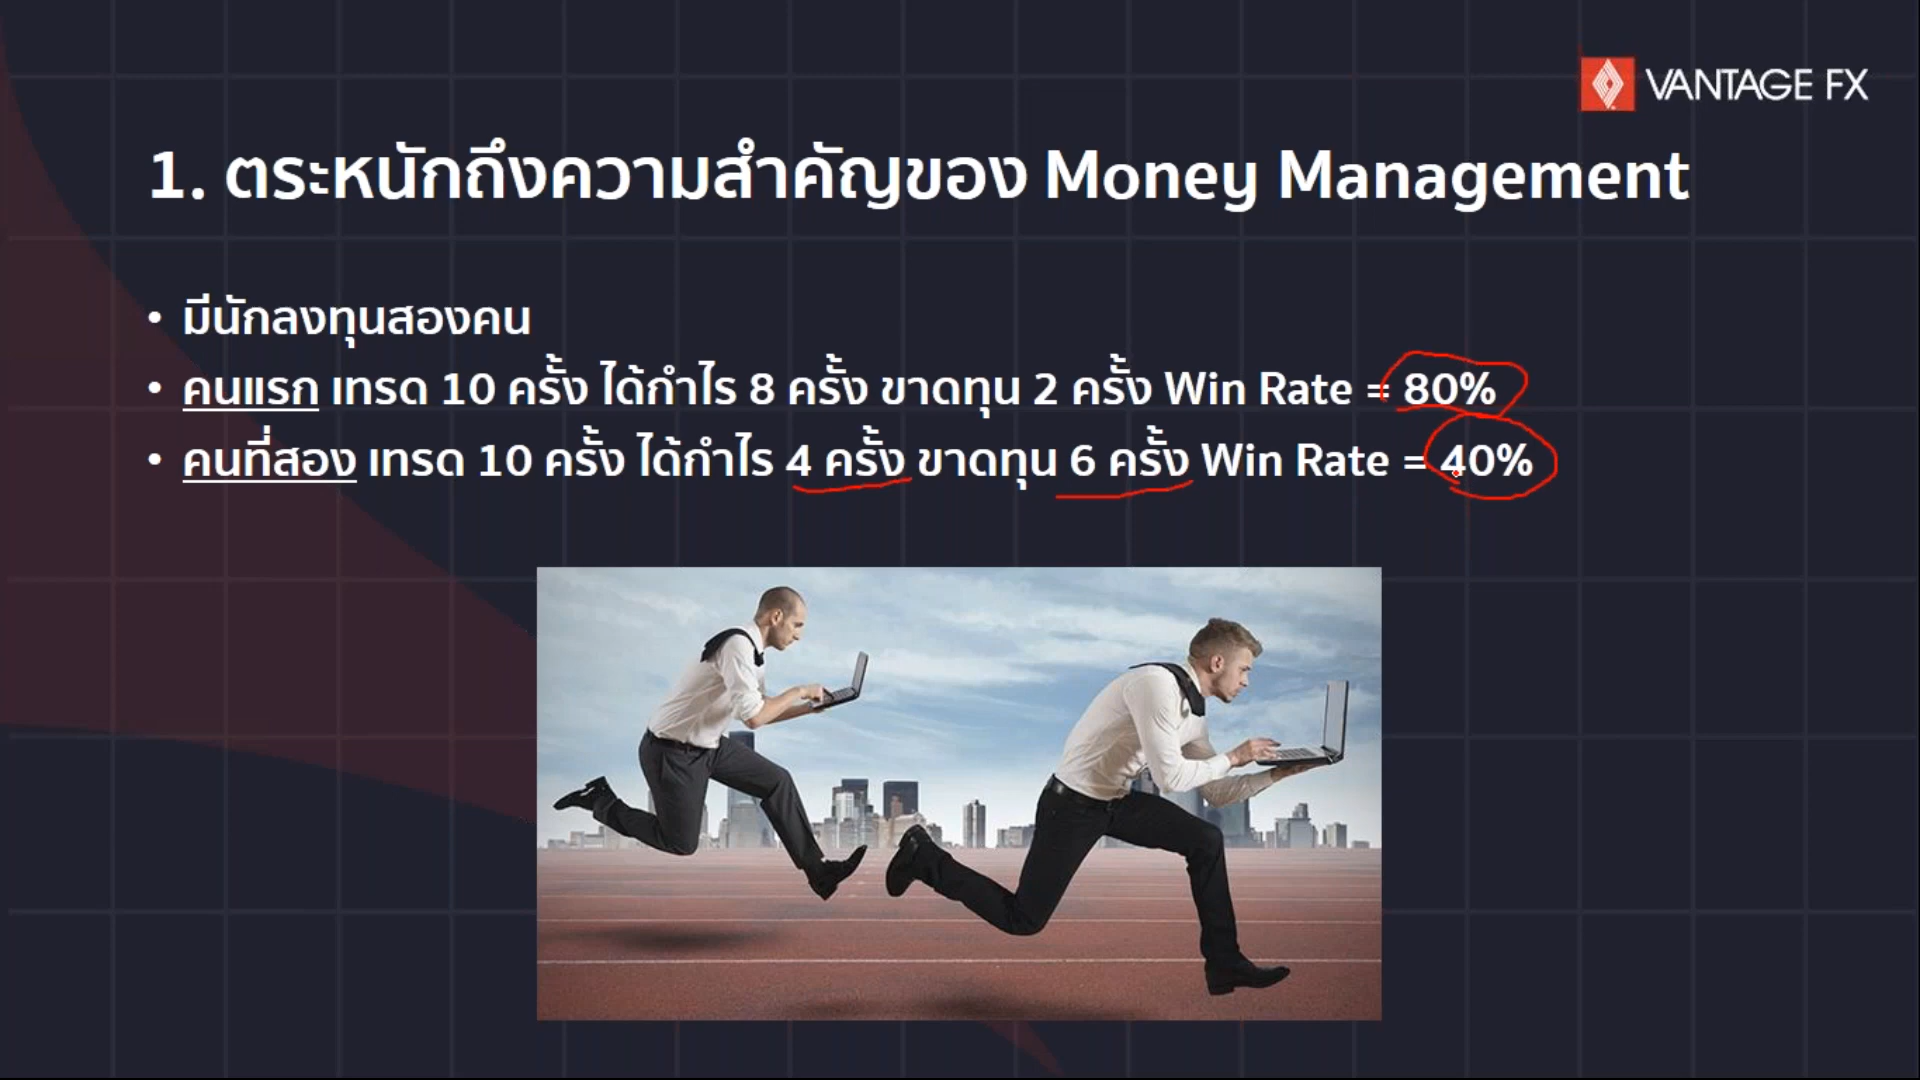 VANTAGE FX
1. ตระหนักถึงความสำคัญของ Money Management
• มีนักลงทุนสองคน
• คนแรก เทรด 10 ครั้ง ได้กำไร 8 ครั้ง ขาดทุน 2 ครั้ง Win Rate = 80%
• คนที่สอง เทรด 10 ครั้ง ได้กำไร 4 ครั้ง ขาดทุน 6 ครั้ง Win Rate = 40%